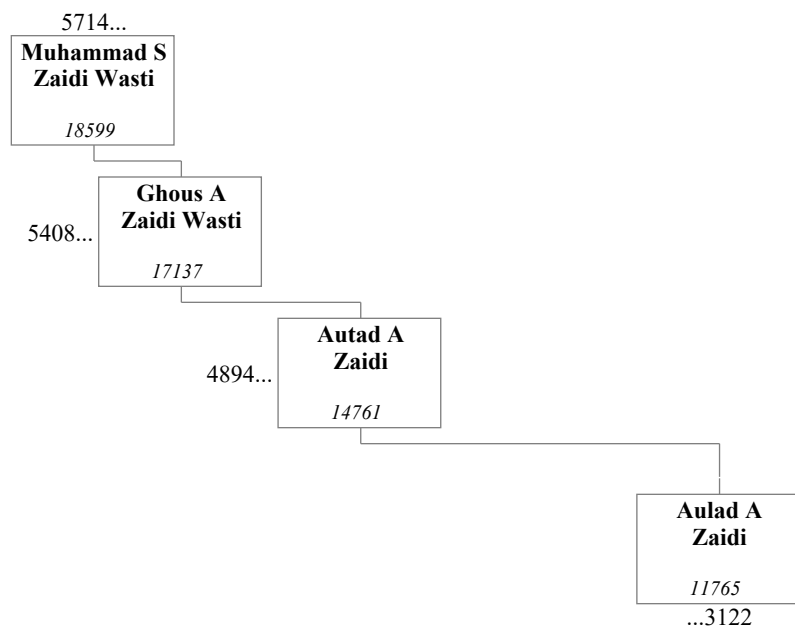 5714...
Muhammad S
Zaidi Wasti
18599
Ghous A
Zaidi Wasti
5408...
17137
Autad A
Zaidi
4894...
14761
Aulad A
Zaidi
11765
...3122